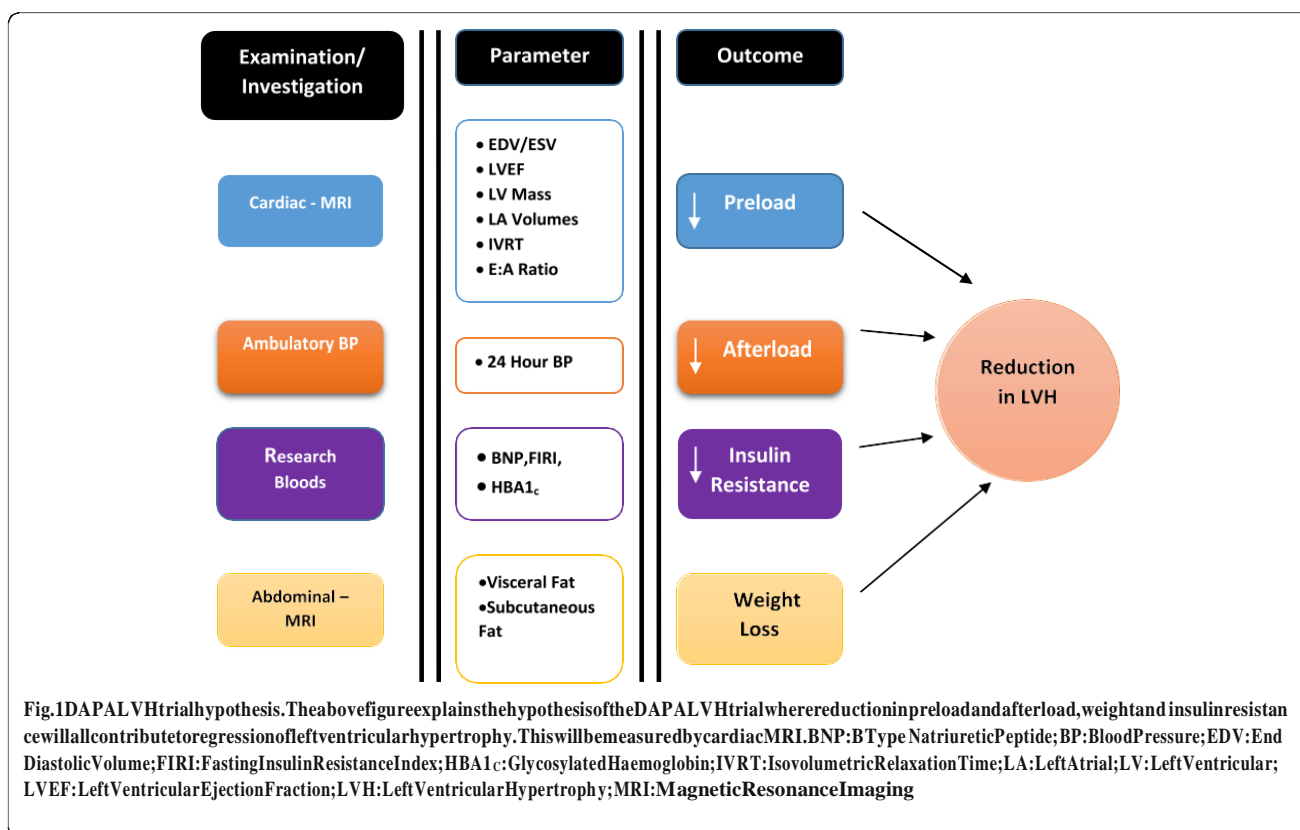 Examination/
Investigation
Parameter
Outcome
Cardiac - MRI
• EDV/ESV
• LVEF
• LV Mass
• LA Volumes
• IVRT
• E:A Ratio
↓ Preload
Ambulatory BP
• 24 Hour BP
↓ Afterload
Research
Bloods
• BNP,FIRI,
• HBA1c
↓ Insulin
Resistance
Abdominal –
MRI
•Visceral Fat
•Subcutaneous
Fat
Weight
Loss
Reduction
in LVH
Fig.1DAPALVHtrialhypothesis.TheabovefigureexplainsthehypothesisoftheDAPALVHtrialwherereductioninpreloadandafterload,weightand insulinresistan
cewillallcontributetoregressionofleftventricularhypertrophy.ThiswillbemeasuredbycardiacMRI.BNP:BType NatriureticPeptide;BP:BloodPressure;EDV:End
DiastolicVolume;FIRI:FastingInsulinResistanceIndex;HBA1C:GlycosylatedHaemoglobin;IVRT:IsovolumetricRelaxationTime;LA:LeftAtrial;LV:LeftVentricular;
LVEF:LeftVentricularEjectionFraction;LVH:LeftVentricularHypertrophy;MRI:MagneticResonanceImaging